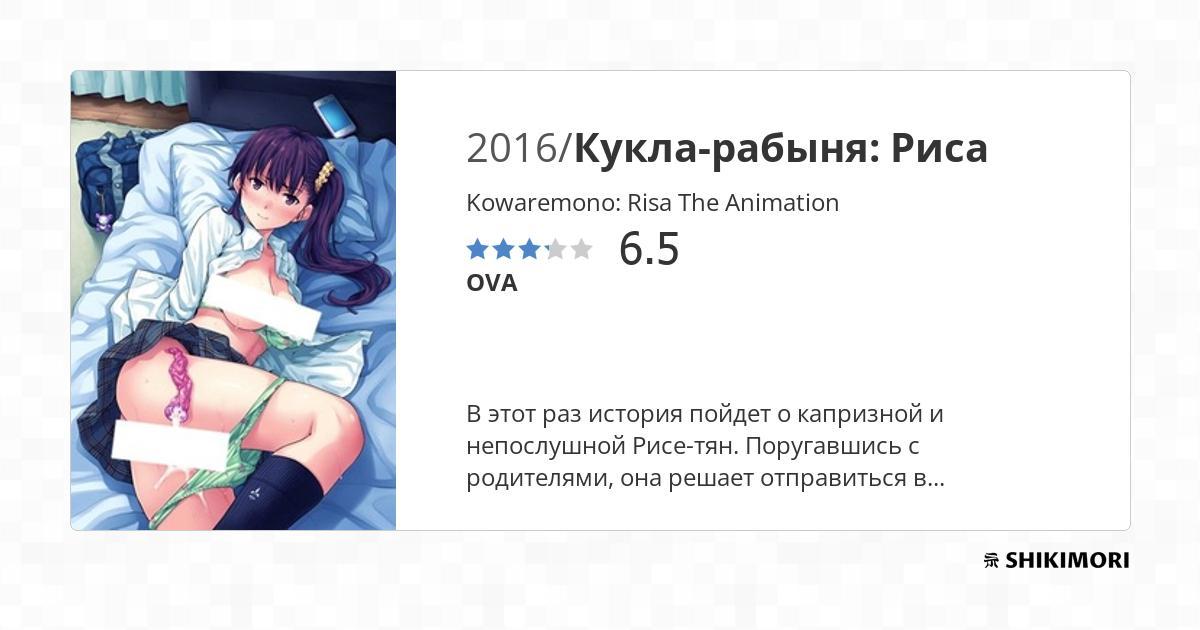 2016/Кукла-рабыня: Риса
Kowaremono: Risa The Animation
6.5
OVA
В этот раз история пойдет о капризной и
непослушной Рисе-тян. Поругавшись с
родителями, она решает отправиться в...
SHIKIMORI